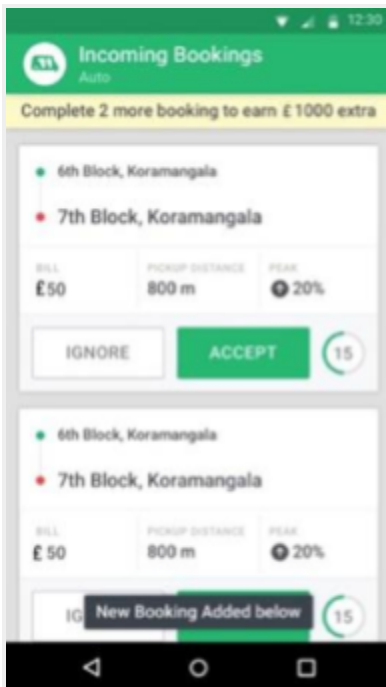 12:30
Incoming Bookings
Auto
Complete 2 more booking to earn £1000 extra
6th Block, Koramangala
7th Block, Koramangala
BILL PICKUP DISTANCE PEAK
£50 800 m 20%
IGNORE ACCEPT 15
6th Block, Koramangala
7th Block, Koramangala
BILL PICKUP DISTANCE PEAK
£50 800 m 20%
IG New Booking Added below 15